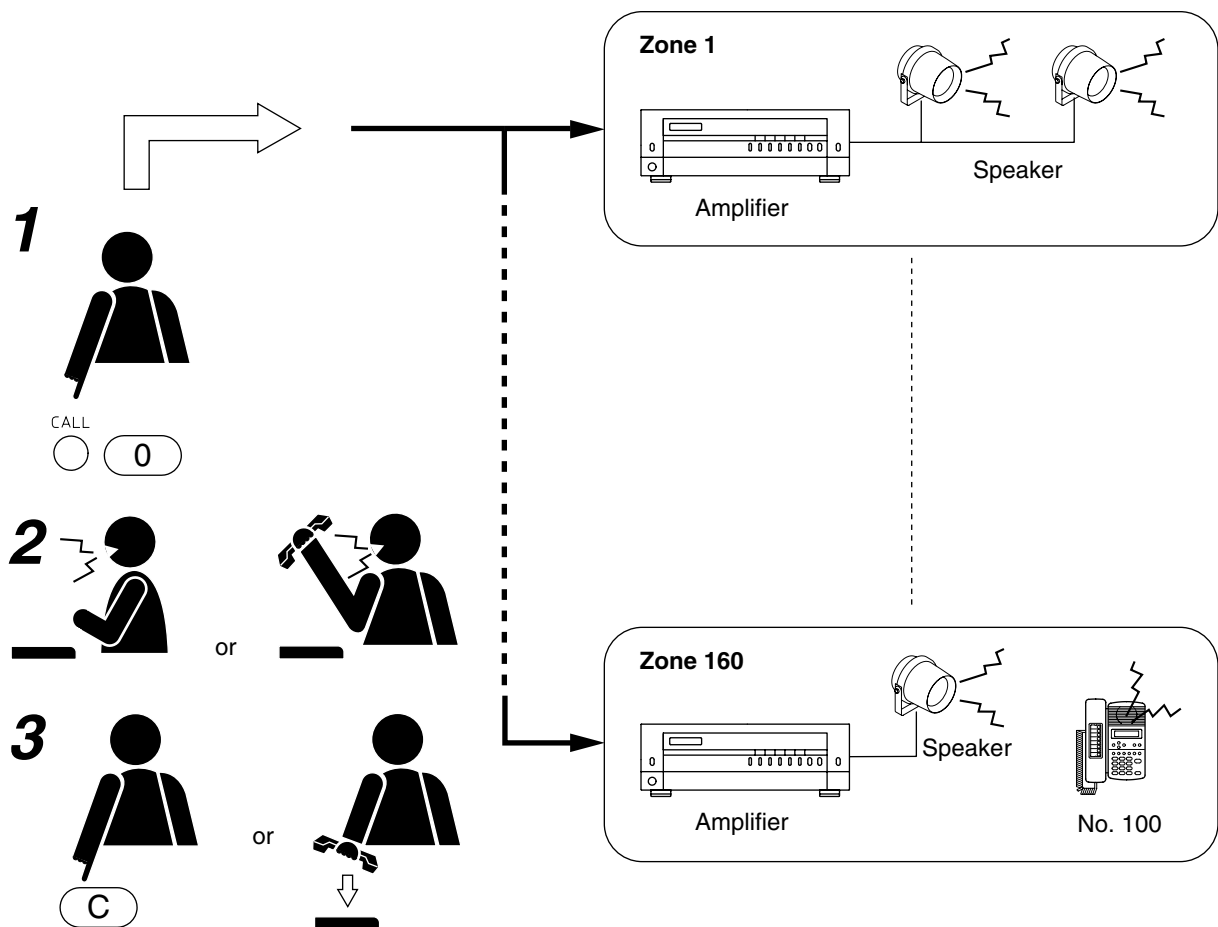 Zone 1
Speaker
Amplifier
1
CALL
0
2
or
3
or
C
Zone 160
Speaker
Amplifier
No. 100